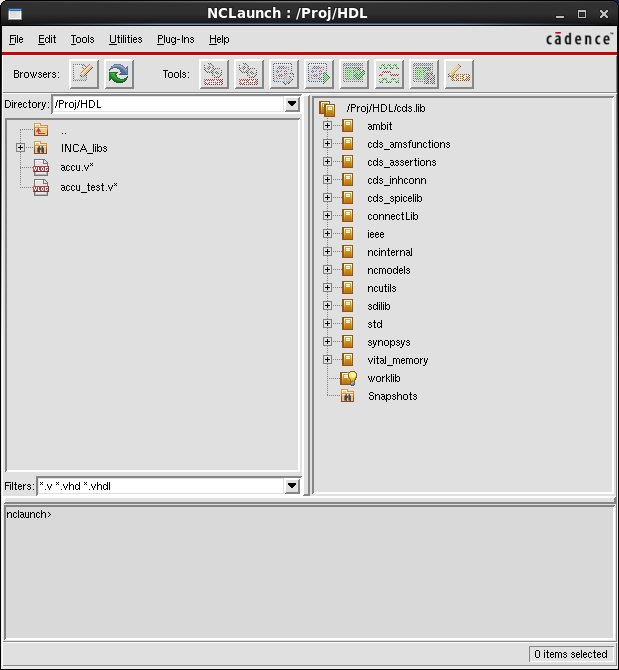 NCLaunch : /Proj/HDL
File Edit Tools Utilities Plug-Ins Help
cādence
Browsers: Tools:
Directory: /Proj/HDL
..
INCA_libs
accu.v*
accu_test.v*
Filters: *.v *.vhd *.vhdl
/Proj/HDL/cds.lib
ambit
cds_amsfunctions
cds_assertions
cds_inhconn
cds_spicelib
connectLib
ieee
ncinternal
ncmodels
ncutils
sdilib
std
synopsys
vital_memory
worklib
Snapshots
nclaunch>
0 items selected